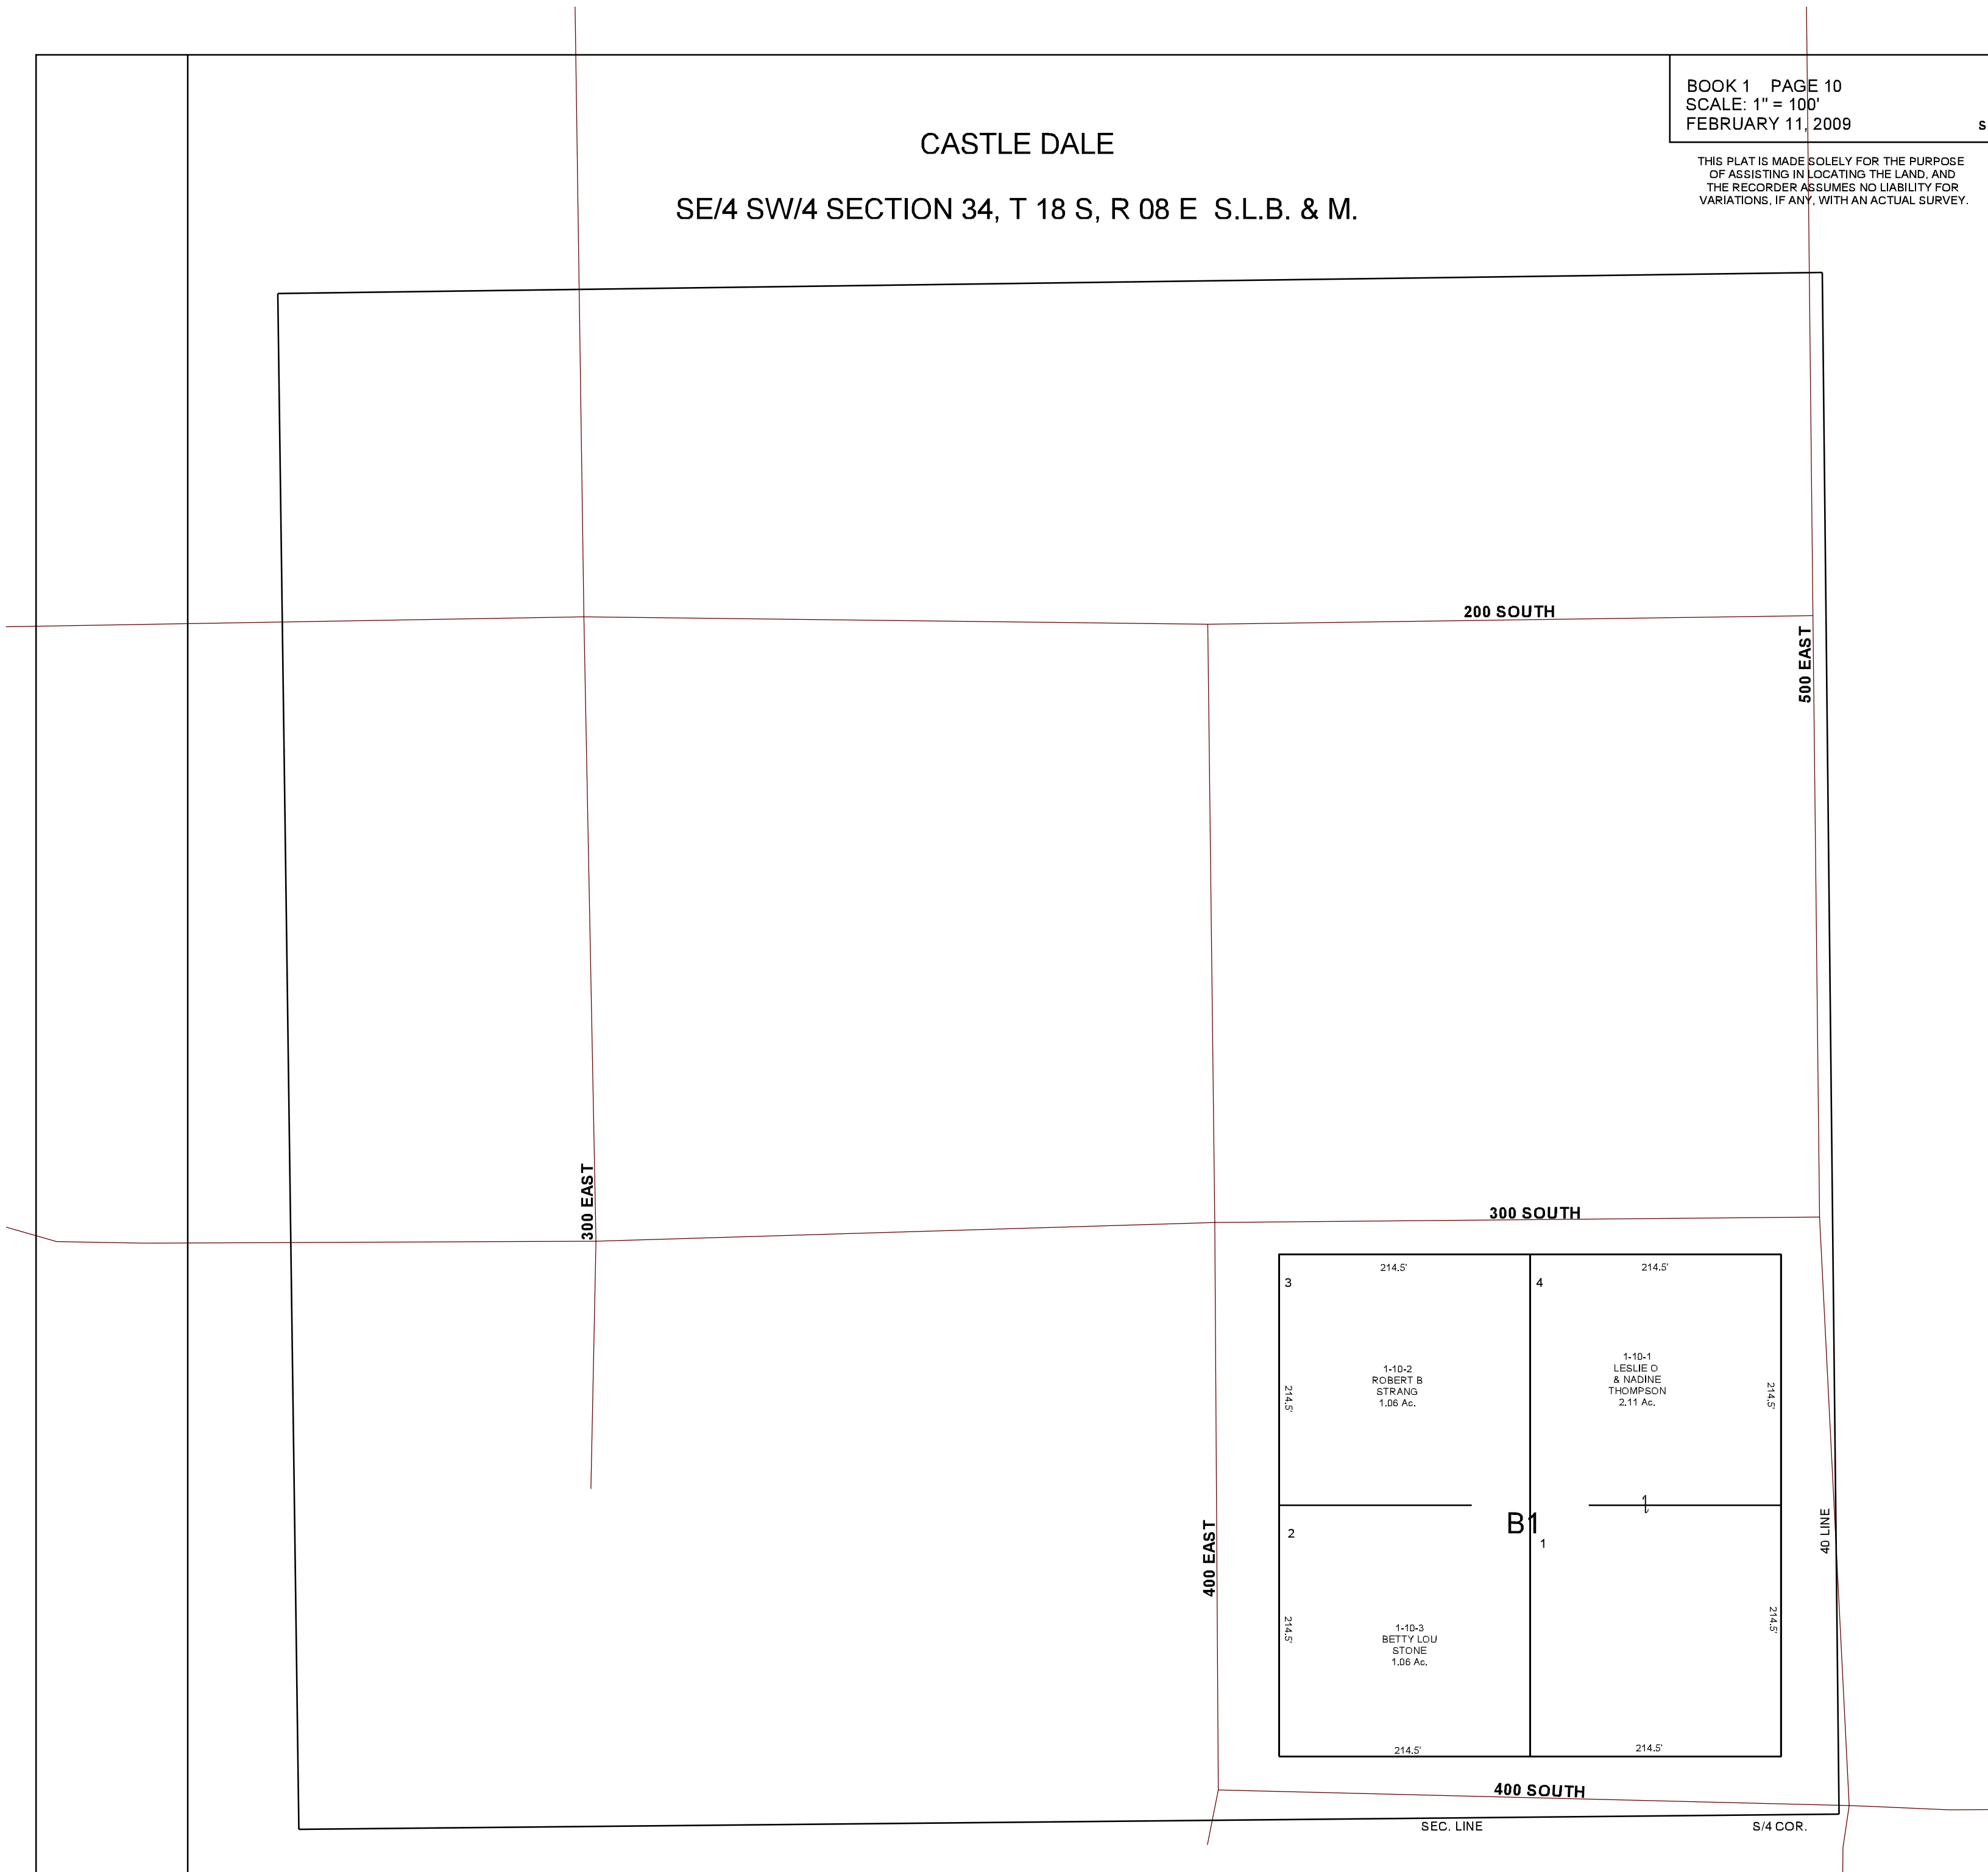 BOOK 1 PAGE 10
SCALE: 1" = 100'
FEBRUARY 11, 2009
S
THIS PLAT IS MADE SOLELY FOR THE PURPOSE
OF ASSISTING IN LOCATING THE LAND, AND
THE RECORDER ASSUMES NO LIABILITY FOR
VARIATIONS, IF ANY, WITH AN ACTUAL SURVEY.
CASTLE DALE
SE/4 SW/4 SECTION 34, T 18 S, R 08 E S.L.B. & M.
200 SOUTH
500 EAST
300 EAST
300 SOUTH
214.5'
214.5'
3
4
1-10-2
ROBERT B
STRANG
1.06 Ac.
1-10-1
LESLIE O
& NADINE
THOMPSON
2.11 Ac.
214.5'
214.5'
B1
2
1
400 EAST
40 LINE
214.5'
214.5'
1-10-3
BETTY LOU
STONE
1.06 Ac.
214.5'
214.5'
400 SOUTH
SEC. LINE
S/4 COR.